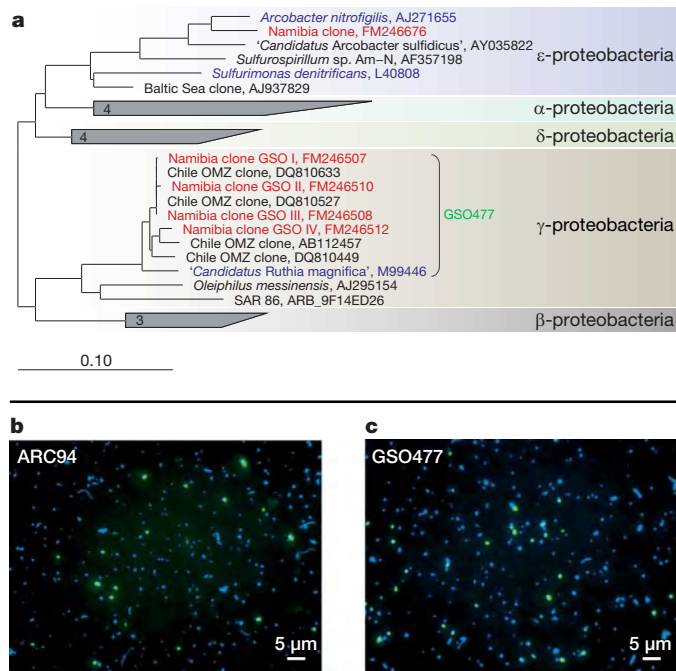 a
Arcobacter nitrofigilis, AJ271655
Namibia clone, FM246676
‘Candidatus Arcobacter sulfidicus’, AY035822
Sulfurospirillum sp. Am–N, AF357198
Sulfurimonas denitrificans, L40808
Baltic Sea clone, AJ937829
ε-proteobacteria
4
α-proteobacteria
4
δ-proteobacteria
Namibia clone GSO I, FM246507
Chile OMZ clone, DQ810633
Namibia clone GSO II, FM246510
Chile OMZ clone, DQ810527
Namibia clone GSO III, FM246508
Namibia clone GSO IV, FM246512
Chile OMZ clone, AB112457
Chile OMZ clone, DQ810449
‘Candidatus Ruthia magnifica’, M99446
GSO477
γ-proteobacteria
Oleiphilus messinensis, AJ295154
SAR 86, ARB_9F14ED26
3
β-proteobacteria
0.10
b
ARC94
5 µm
c
GSO477
5 µm